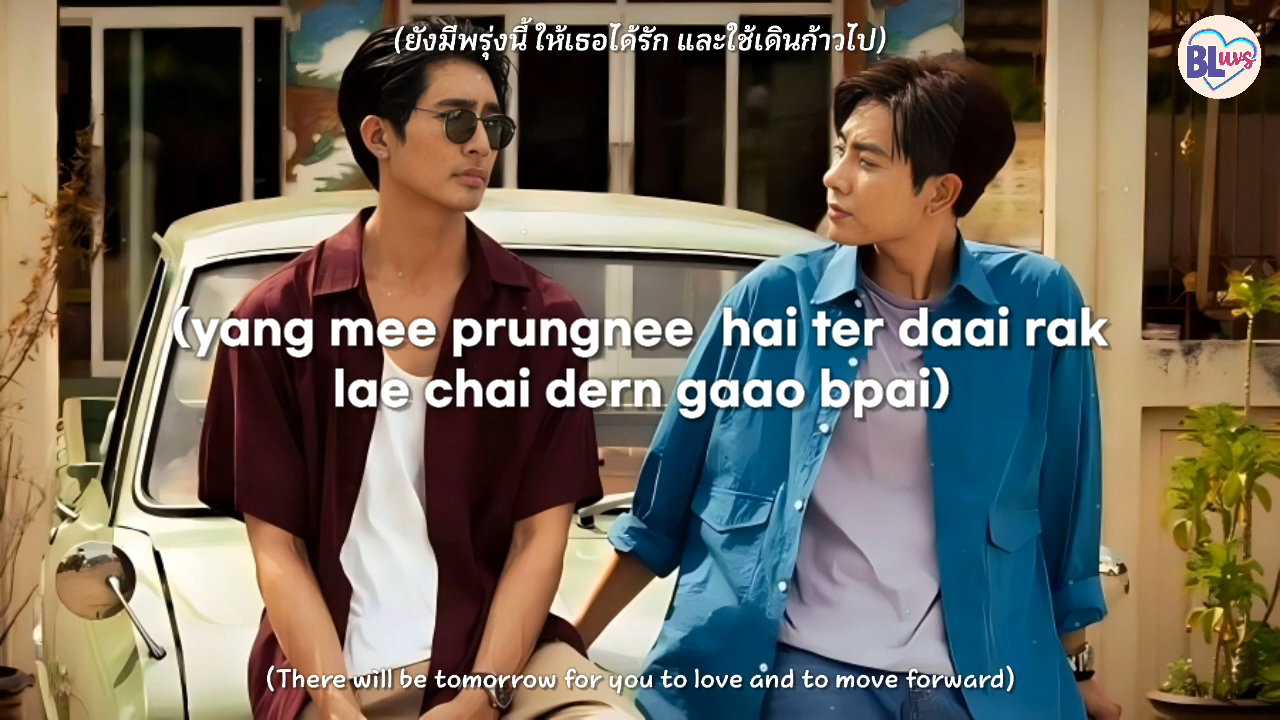 (ยังมีพรุ่งนี้ ให้เธอได้รัก และใช้เดินก้าวไป)
BLuvs
(yang mee prungnee hai ter daai rak
lae chai dern gaao bpai)
(There will be tomorrow for you to love and to move forward)